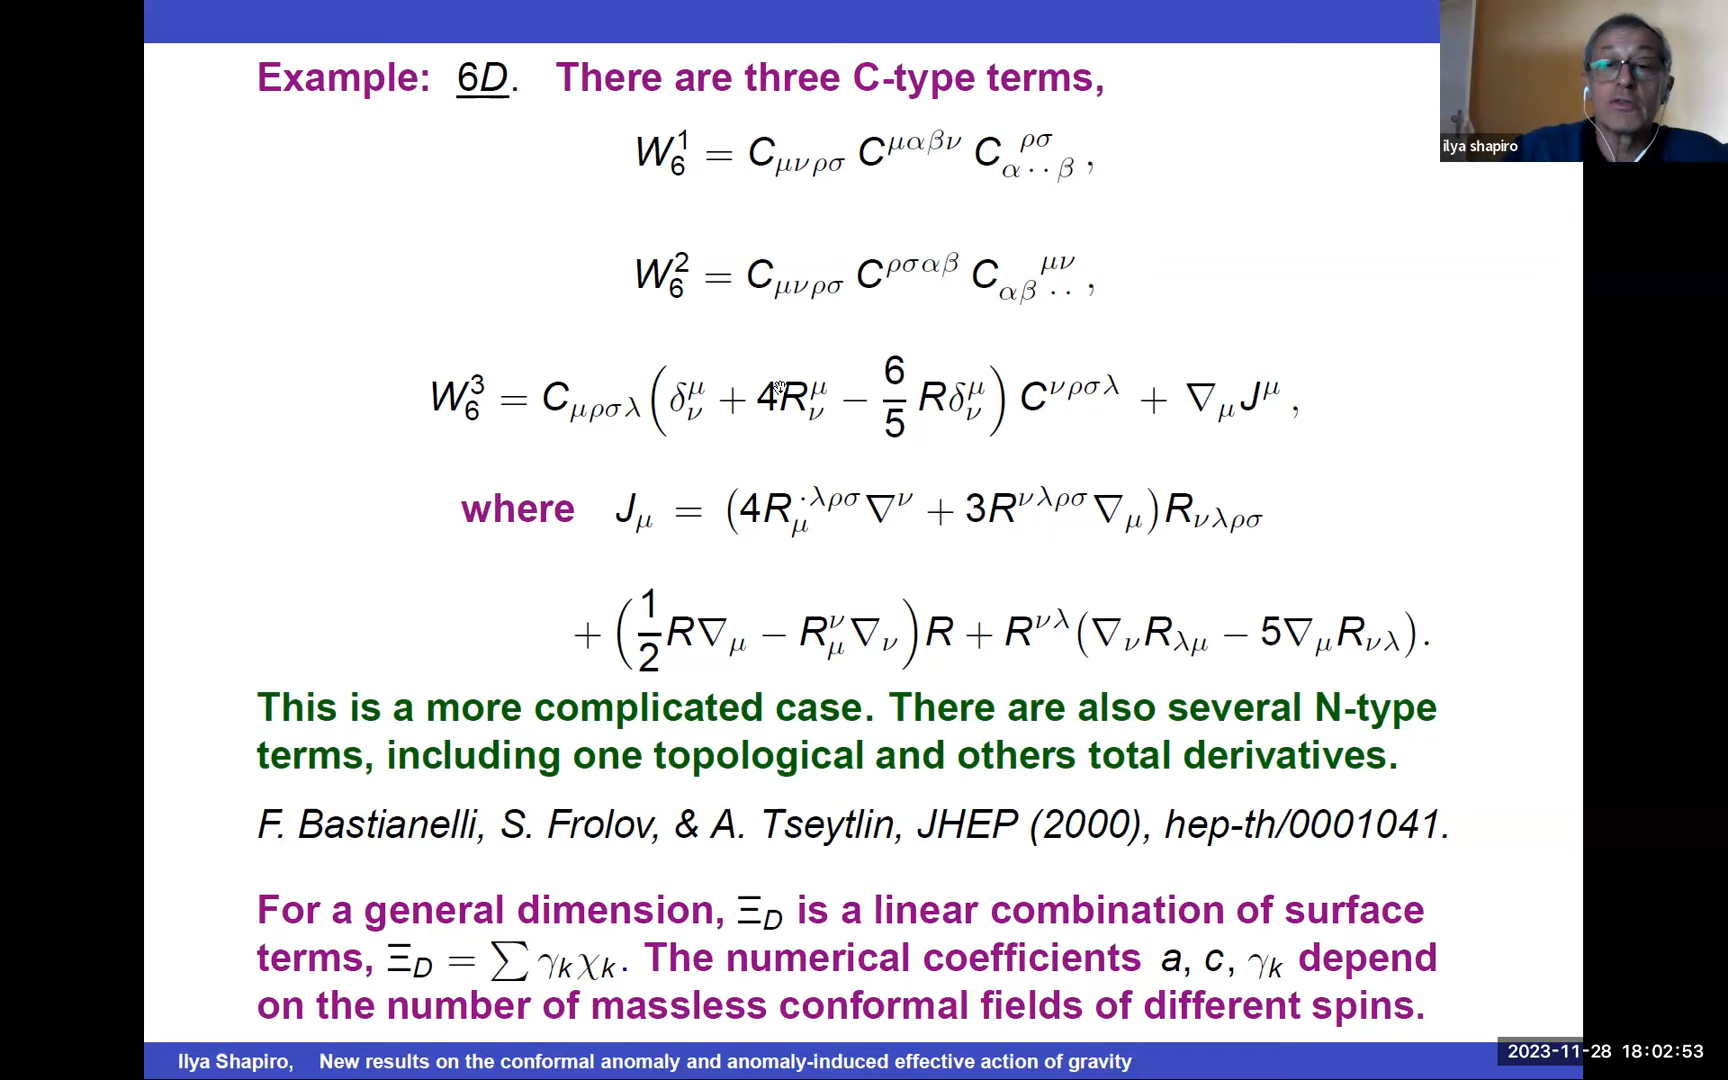 Example: 6D. There are three C-type terms,
ilya shapiro
W_6^1 = C_{μνρσ} C^{μαβν} C_{α··β}^{ρσ} ,
W_6^2 = C_{μνρσ} C^{ρσαβ} C_{αβ··}^{μν} ,
W_6^3 = C_{μρσλ} ( δ^μ_ν + 4R^μ_ν − 6/5 Rδ^μ_ν ) C^{νρσλ} + ∇_μ J^μ ,
where J_μ = (4R_μ^{·λρσ} ∇^ν + 3R^{νλρσ} ∇_μ) R_{νλρσ}
+ ( 1/2 R∇_μ − R^ν_μ ∇_ν ) R + R^{νλ} (∇_ν R_{λμ} − 5∇_μ R_{νλ}).
This is a more complicated case. There are also several N-type
terms, including one topological and others total derivatives.
F. Bastianelli, S. Frolov, & A. Tseytlin, JHEP (2000), hep-th/0001041.
For a general dimension, Ξ_D is a linear combination of surface
terms, Ξ_D = ∑ γ_k χ_k. The numerical coefficients a, c, γ_k depend
on the number of massless conformal fields of different spins.
Ilya Shapiro, New results on the conformal anomaly and anomaly-induced effective action of gravity
2023-11-28 18:02:53